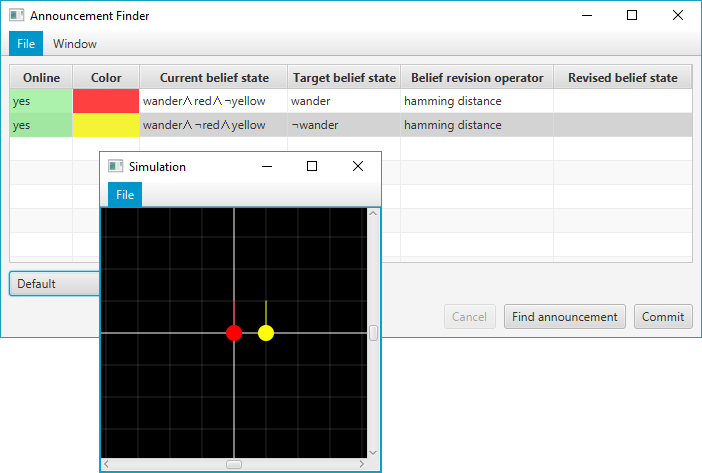 Announcement Finder
File Window
Online Color Current belief state Target belief state Belief revision operator Revised belief state
yes wander∧red∧¬yellow wander hamming distance
yes wander∧¬red∧yellow ¬wander hamming distance
Simulation
File
Default
Cancel Find announcement Commit